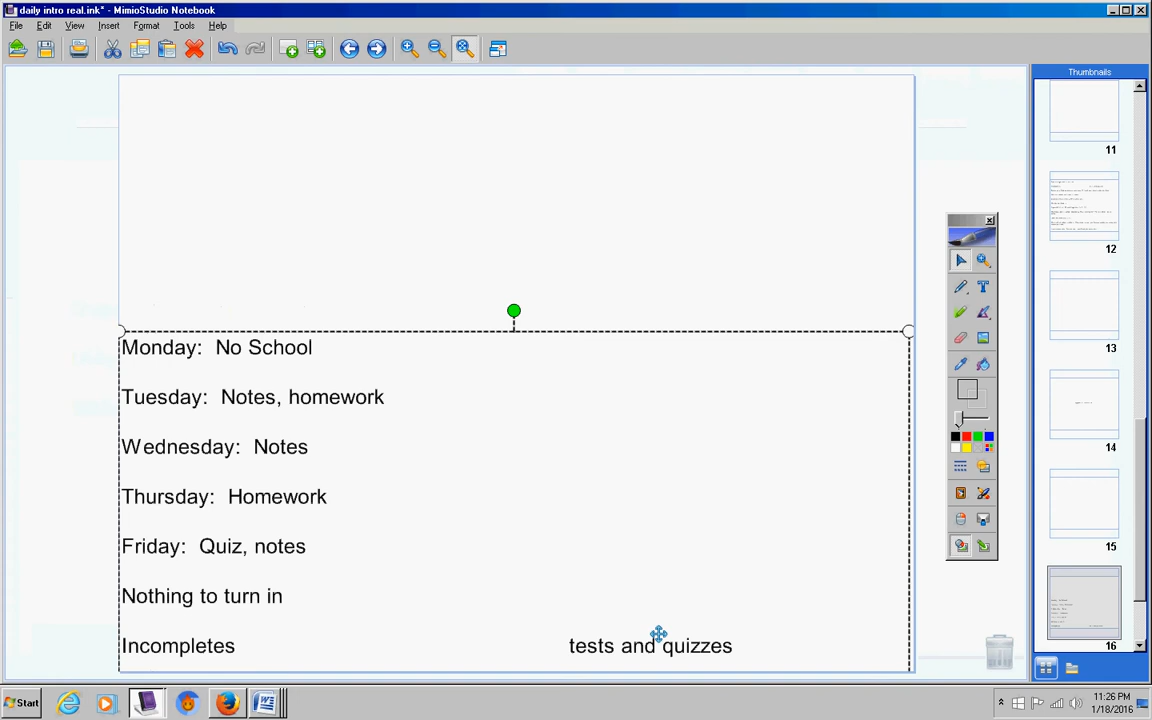 daily intro real.ink* - MimioStudio Notebook
File Edit View Insert Format Tools Help
Thumbnails
11
12
13
14
15
16
Monday: No School
Tuesday: Notes, homework
Wednesday: Notes
Thursday: Homework
Friday: Quiz, notes
Nothing to turn in
Incompletes tests and quizzes
Start
11:26 PM
1/18/2016